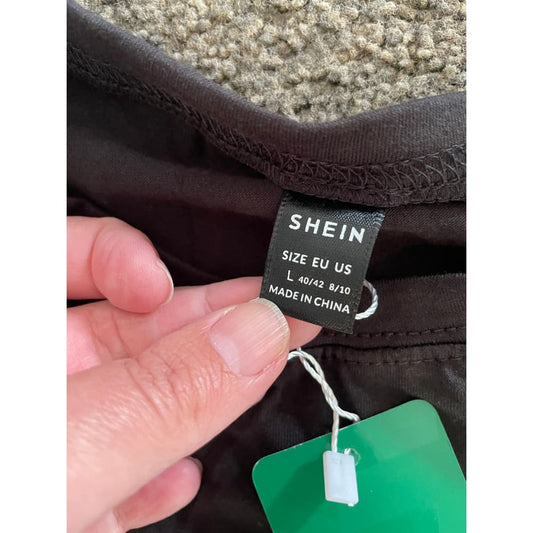 SHEIN
SIZE EU US
L 40/42 8/10
MADE IN CHINA